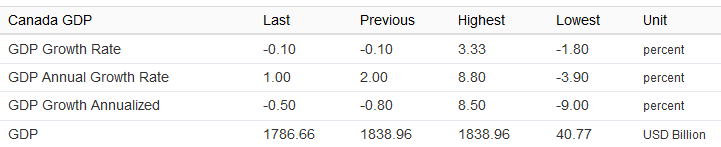 Canada GDP Last Previous Highest Lowest Unit
GDP Growth Rate -0.10 -0.10 3.33 -1.80 percent
GDP Annual Growth Rate 1.00 2.00 8.80 -3.90 percent
GDP Growth Annualized -0.50 -0.80 8.50 -9.00 percent
GDP 1786.66 1838.96 1838.96 40.77 USD Billion